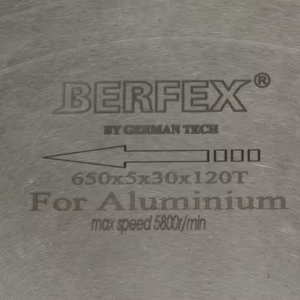 BERFEX®
BY GERMAN TECH
650x5x30x120T
For Aluminium
max speed 5800r/min